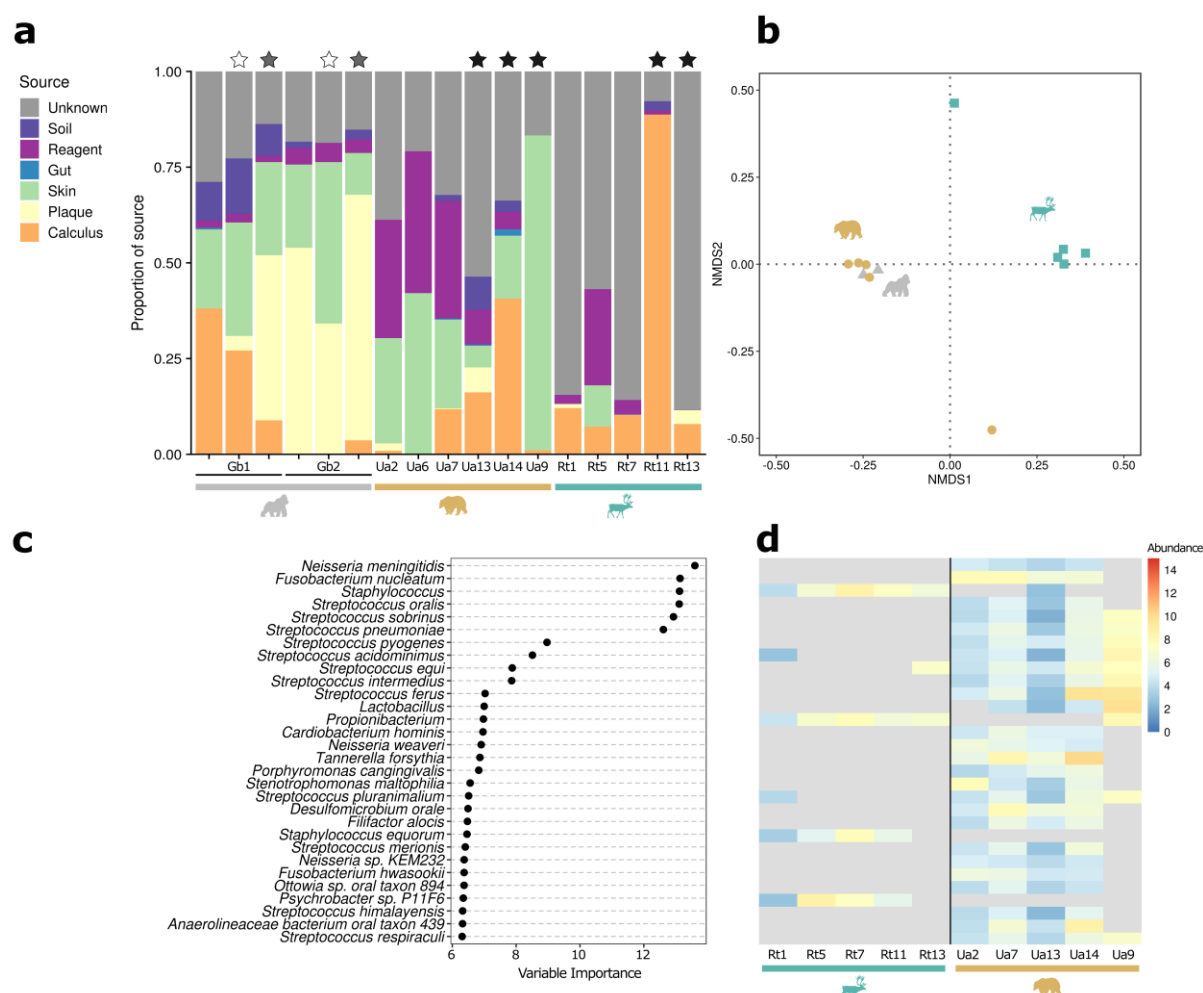 a
Source
Unknown
Soil
Reagent
Gut
Skin
Plaque
Calculus
Proportion of source
1.00
0.75
0.50
0.25
0.00
Gb1 Gb2 Ua2 Ua6 Ua7 Ua13 Ua14 Ua9 Rt1 Rt5 Rt7 Rt11 Rt13
b
NMDS2
0.50
0.25
0.00
-0.25
-0.50
-0.50 -0.25 0.00 0.25 0.50
NMDS1
c
Neisseria meningitidis
Fusobacterium nucleatum
Staphylococcus
Streptococcus oralis
Streptococcus sobrinus
Streptococcus pneumoniae
Streptococcus pyogenes
Streptococcus acidominimus
Streptococcus equi
Streptococcus intermedius
Streptococcus ferus
Lactobacillus
Propionibacterium
Cardiobacterium hominis
Neisseria weaveri
Tannerella forsythia
Porphyromonas cangingivalis
Stenotrophomonas maltophilia
Streptococcus pluranimalium
Desulfomicrobium orale
Filifactor alocis
Staphylococcus equorum
Streptococcus merionis
Neisseria sp. KEM232
Fusobacterium hwasookii
Ottowia sp. oral taxon 894
Psychrobacter sp. P11F6
Streptococcus himalayensis
Anaerolineaceae bacterium oral taxon 439
Streptococcus respiraculi
6 8 10 12
Variable Importance
d
Abundance
14
12
10
8
6
4
2
0
Rt1 Rt5 Rt7 Rt11 Rt13 Ua2 Ua7 Ua13 Ua14 Ua9